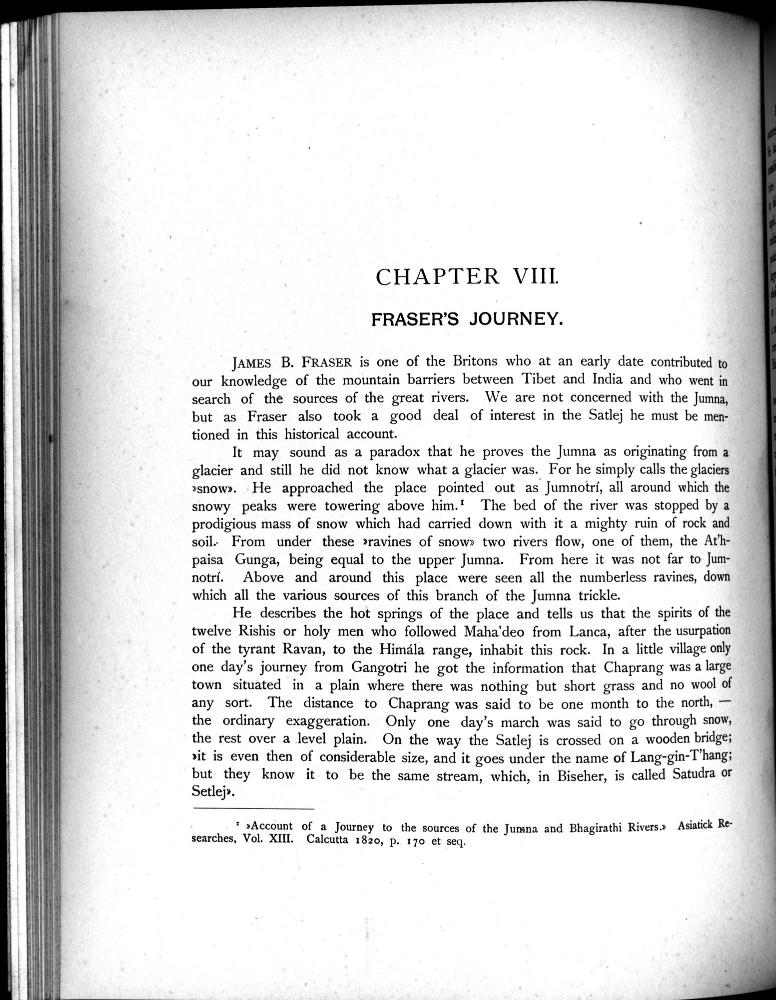 CHAPTER VIII.
FRASER'S JOURNEY.
JAMES B. FRASER is one of the Britons who at an early date contributed to
our knowledge of the mountain barriers between Tibet and India and who went in
search of the sources of the great rivers. We are not concerned with the Jumna,
but as Fraser also took a good deal of interest in the Satlej he must be men-
tioned in this historical account.
It may sound as a paradox that he proves the Jumna as originating from a
glacier and still he did not know what a glacier was. For he simply calls the glaciers
»snow». He approached the place pointed out as Jumnotrí, all around which the
snowy peaks were towering above him.¹ The bed of the river was stopped by a
prodigious mass of snow which had carried down with it a mighty ruin of rock and
soil. From under these »ravines of snow» two rivers flow, one of them, the At'h-
paisa Gunga, being equal to the upper Jumna. From here it was not far to Jum-
notrí. Above and around this place were seen all the numberless ravines, down
which all the various sources of this branch of the Jumna trickle.
He describes the hot springs of the place and tells us that the spirits of the
twelve Rishis or holy men who followed Maha'deo from Lanca, after the usurpation
of the tyrant Ravan, to the Himála range, inhabit this rock. In a little village only
one day's journey from Gangotri he got the information that Chaprang was a large
town situated in a plain where there was nothing but short grass and no wool of
any sort. The distance to Chaprang was said to be one month to the north, —
the ordinary exaggeration. Only one day's march was said to go through snow,
the rest over a level plain. On the way the Satlej is crossed on a wooden bridge;
»it is even then of considerable size, and it goes under the name of Lang-gin-T'hang;
but they know it to be the same stream, which, in Biseher, is called Satudra or
Setlej».
¹ »Account of a Journey to the sources of the Jumna and Bhagirathi Rivers.» Asiatick Re-
searches, Vol. XIII. Calcutta 1820, p. 170 et seq.